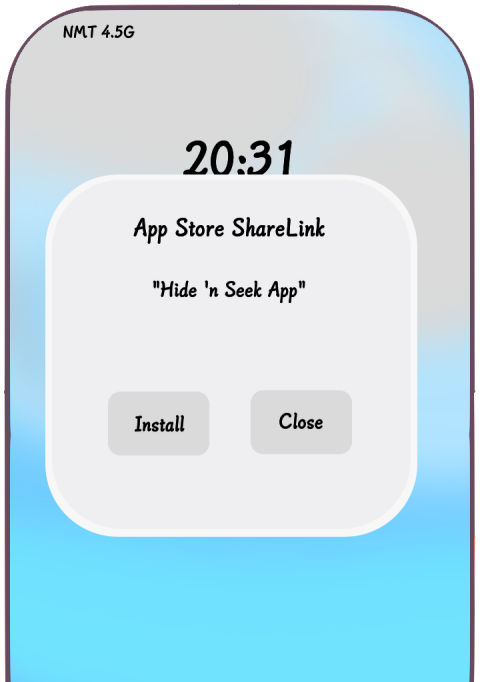 NMT 4.5G
20:31
App Store ShareLink
"Hide 'n Seek App"
Install
Close